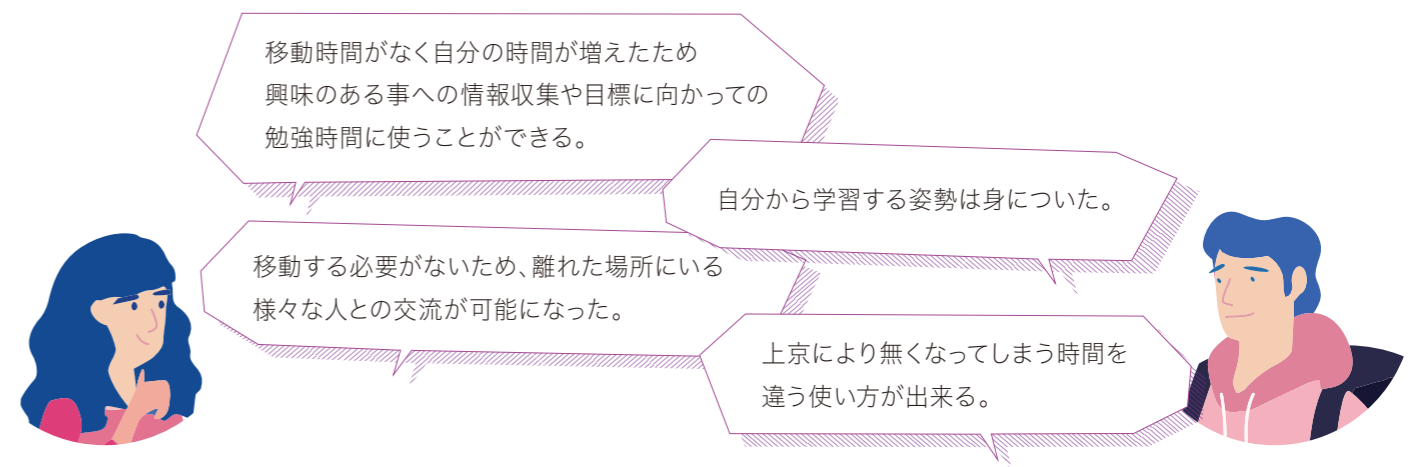 移動時間がなく自分の時間が増えたため
興味のある事への情報収集や目標に向かっての
勉強時間に使うことができる。
自分から学習する姿勢は身についた。
移動する必要がないため、離れた場所にいる
様々な人との交流が可能になった。
上京により無くなってしまう時間を
違う使い方が出来る。